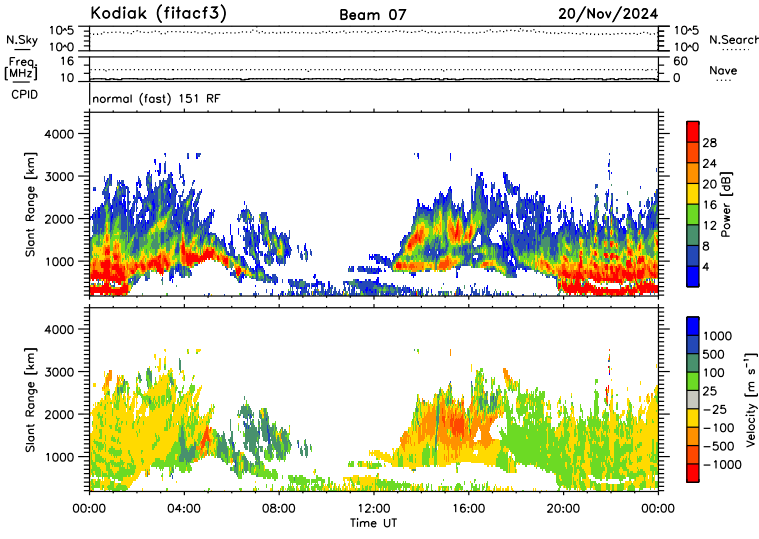 Kodiak (fitacf3) Beam 07 20/Nov/2024
N.Sky 10^5 10^0 10^5 10^0 N.Search
Freq. [MHz] 16 10 60 0 Nave
CPID normal (fast) 151 RF
Slant Range [km] 4000 3000 2000 1000
28 24 20 16 12 8 4 Power [dB]
Slant Range [km] 4000 3000 2000 1000
1000 500 100 25 −25 −100 −500 −1000 Velocity [m s⁻¹]
00:00 04:00 08:00 12:00 16:00 20:00 00:00
Time UT